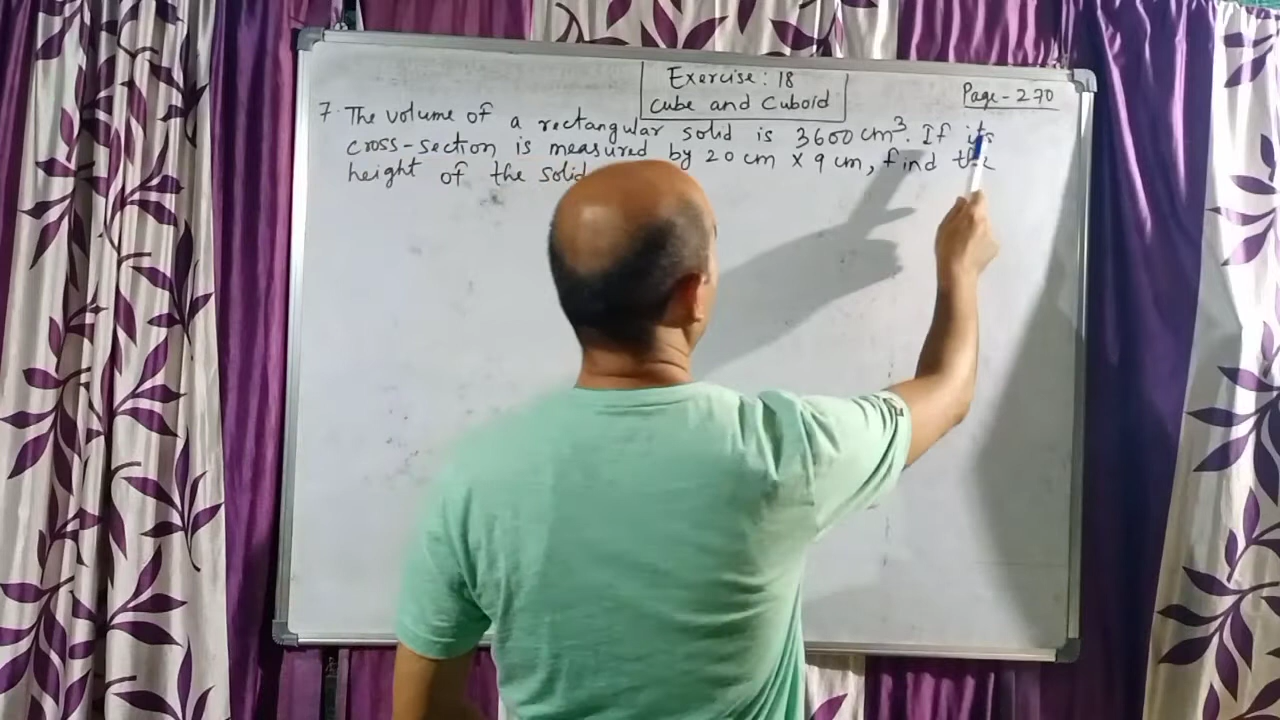 Exercise: 18
Cube and Cuboid
Page-270
7. The volume of a rectangular solid is 3600 cm³. If its
cross-section is measured by 20 cm x 9 cm, find the
height of the solid